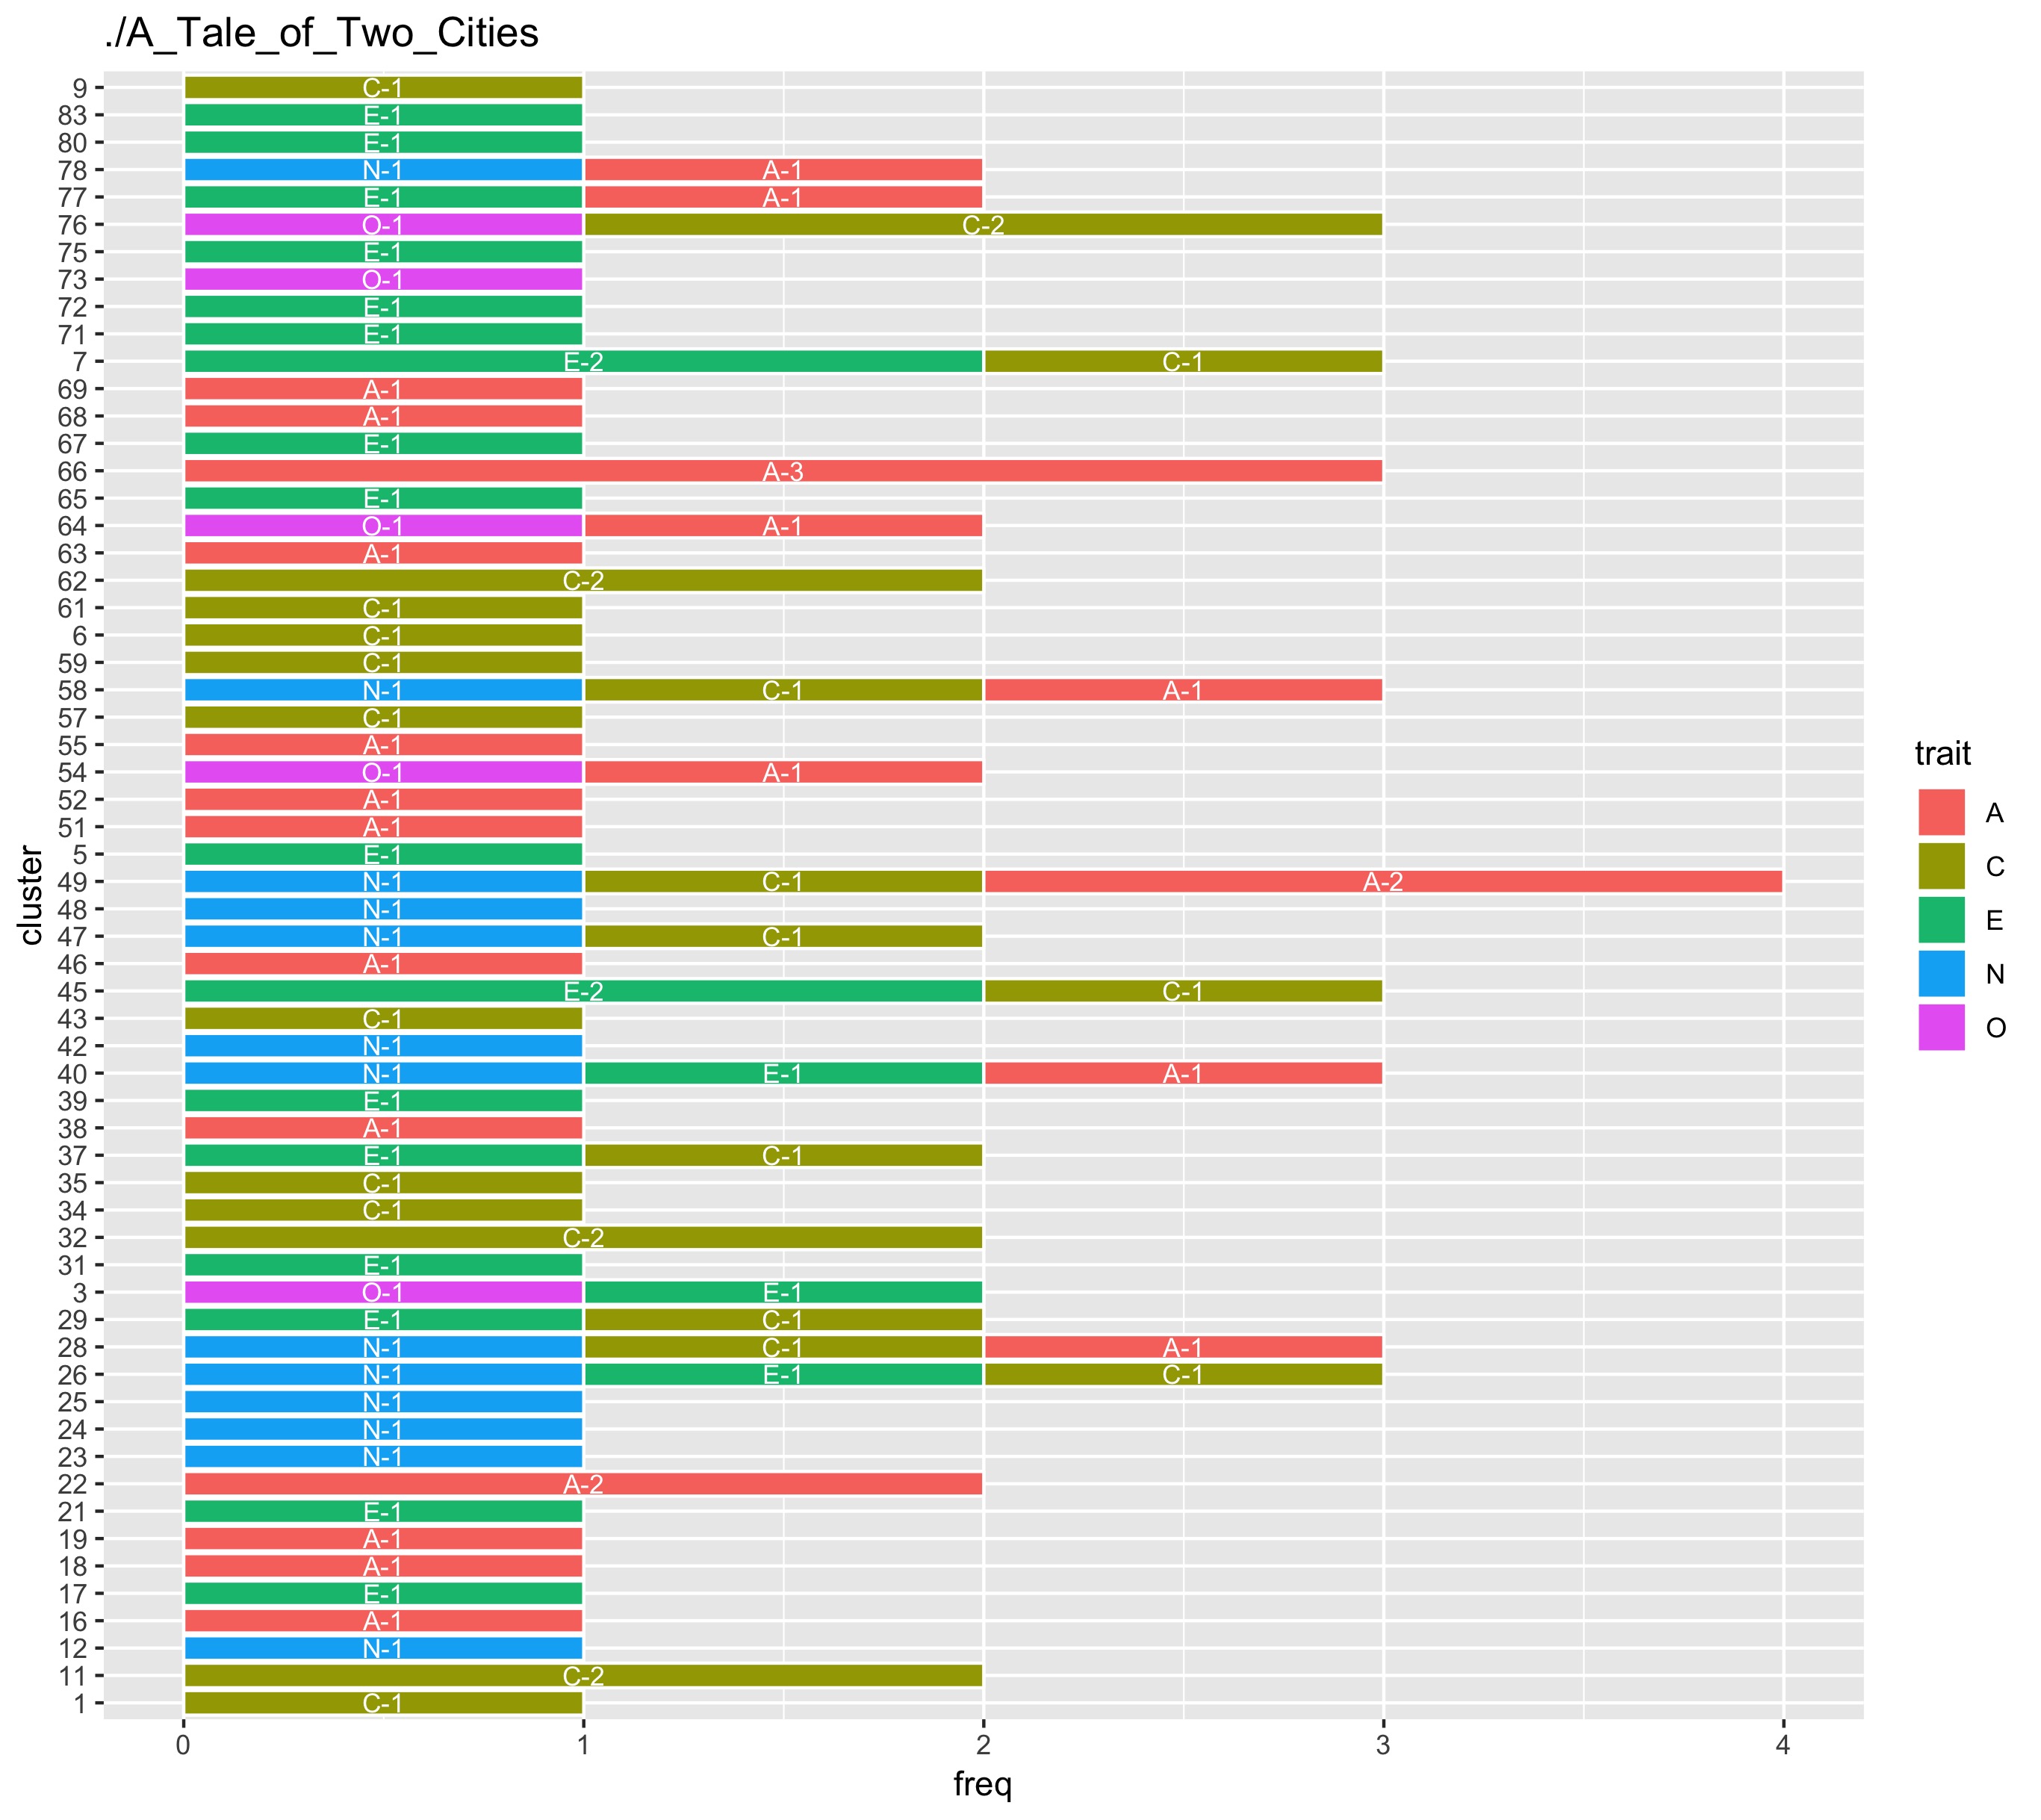 ./A_Tale_of_Two_Cities
9 C-1
83 E-1
80 E-1
78 N-1 A-1
77 E-1 A-1
76 O-1 C-2
75 E-1
73 O-1
72 E-1
71 E-1
7 E-2 C-1
69 A-1
68 A-1
67 E-1
66 A-3
65 E-1
64 O-1 A-1
63 A-1
62 C-2
61 C-1
6 C-1
59 C-1
58 N-1 C-1 A-1
57 C-1
55 A-1
54 O-1 A-1
52 A-1
51 A-1
5 E-1
49 N-1 C-1 A-2
48 N-1
47 N-1 C-1
46 A-1
45 E-2 C-1
43 C-1
42 N-1
40 N-1 E-1 A-1
39 E-1
38 A-1
37 E-1 C-1
35 C-1
34 C-1
32 C-2
31 E-1
3 O-1 E-1
29 E-1 C-1
28 N-1 C-1 A-1
26 N-1 E-1 C-1
25 N-1
24 N-1
23 N-1
22 A-2
21 E-1
19 A-1
18 A-1
17 E-1
16 A-1
12 N-1
11 C-2
1 C-1
0 1 2 3 4
freq
cluster
trait
A
C
E
N
O